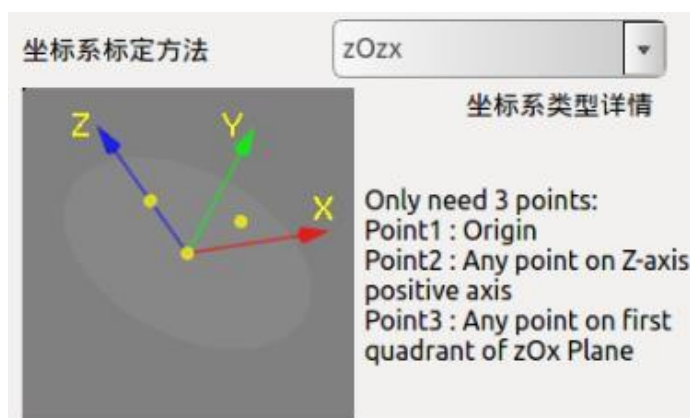 坐标系标定方法
zOzx
坐标系类型详情
Z
Y
X
Only need 3 points:
Point1 : Origin
Point2 : Any point on Z-axis
positive axis
Point3 : Any point on first
quadrant of zOx Plane